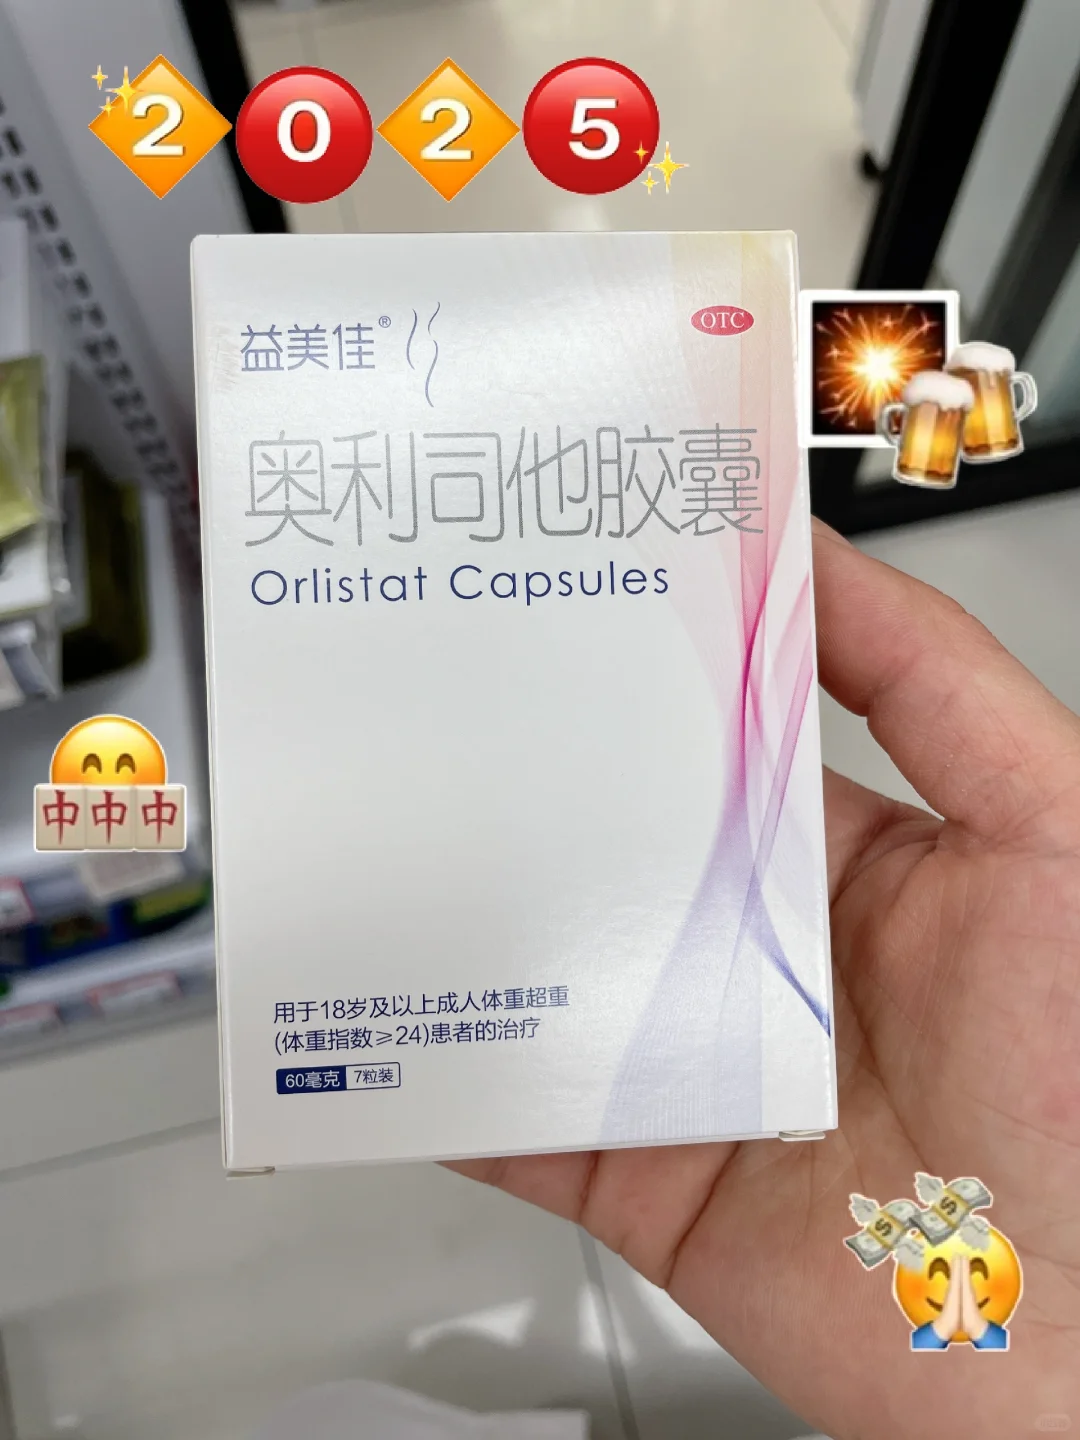 2025
益美佳®
OTC
奥利司他胶囊
Orlistat Capsules
中中中
用于18岁及以上成人体重超重
(体重指数≥24)患者的治疗
60毫克 7粒装